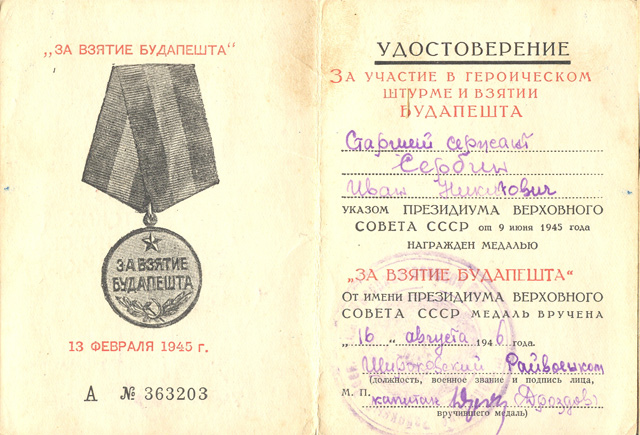 „ЗА ВЗЯТИЕ БУДАПЕШТА“
ЗА ВЗЯТИЕ
БУДАПЕШТА
13 ФЕВРАЛЯ 1945 г.
А № 363203
УДОСТОВЕРЕНИЕ
ЗА УЧАСТИЕ В ГЕРОИЧЕСКОМ
ШТУРМЕ И ВЗЯТИИ
БУДАПЕШТА
Старший сержант
Сербин
Иван Никитович
УКАЗОМ ПРЕЗИДИУМА ВЕРХОВНОГО
СОВЕТА СССР от 9 июня 1945 года
НАГРАЖДЕН МЕДАЛЬЮ
„ЗА ВЗЯТИЕ БУДАПЕШТА“
От имени ПРЕЗИДИУМА ВЕРХОВНОГО
СОВЕТА СССР МЕДАЛЬ ВРУЧЕНА
„16“ августа 1946 года.
Широковский Райвоенком
(должность, военное звание и подпись лица,
М. П. капитан (Дроздов)
вручившего медаль)